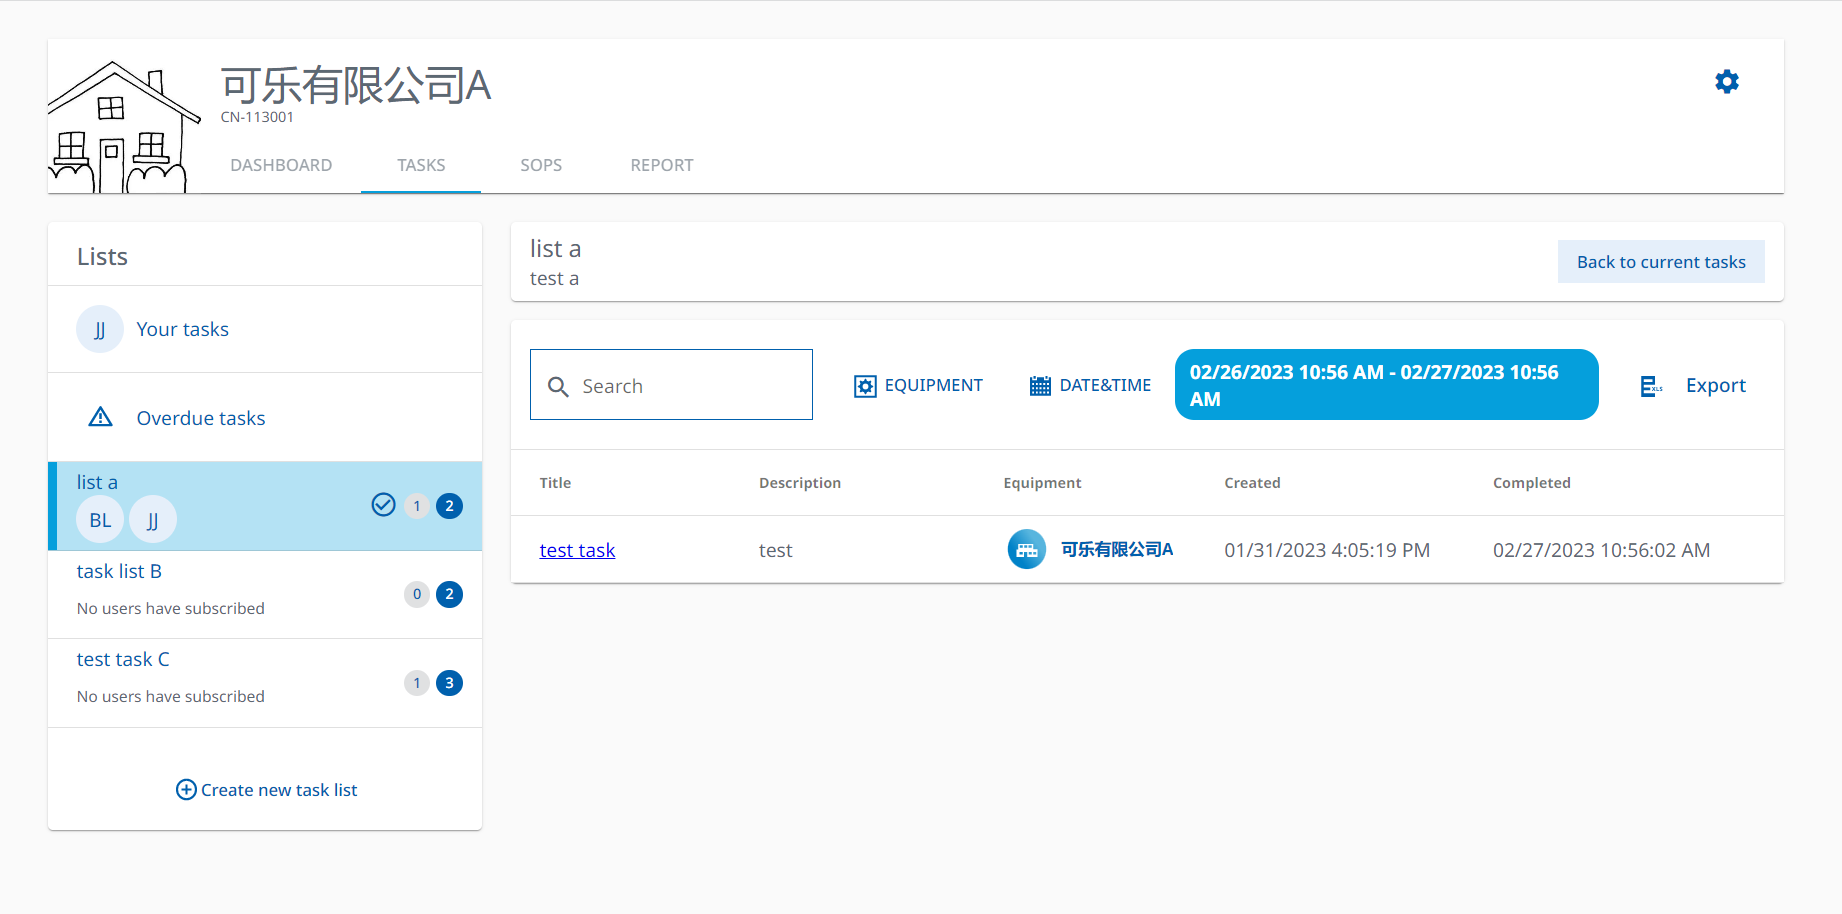 可乐有限公司A
CN-113001
DASHBOARD TASKS SOPS REPORT
Lists
JJ Your tasks
Overdue tasks
list a
BL JJ 1 2
task list B
No users have subscribed 0 2
test task C
No users have subscribed 1 3
Create new task list
list a
test a
Back to current tasks
Search EQUIPMENT DATE&TIME 02/26/2023 10:56 AM - 02/27/2023 10:56
AM
XLS Export
Title Description Equipment Created Completed
test task test 可乐有限公司A 01/31/2023 4:05:19 PM 02/27/2023 10:56:02 AM